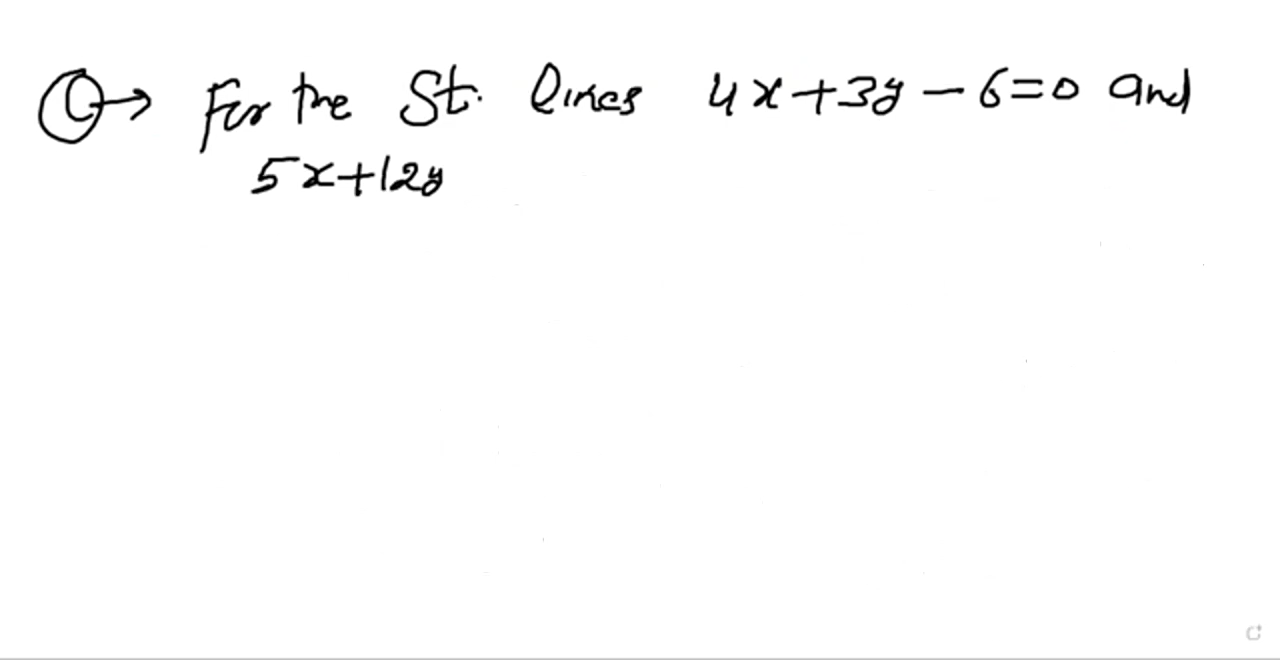 Q→ For the St. lines 4x+3y-6=0 and
5x+12y